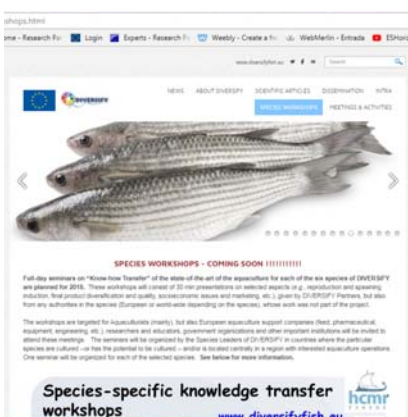 shops.html
ome - Research Fo Login Experts - Research F Weebly - Create a fr WebMerlin - Entrada ESHorid
www.diversifyfish.eu Search
DIVERSIFY
NEWS ABOUT DIVERSIFY SCIENTIFIC ARTICLES DISSEMINATION INTRA
SPECIES WORKSHOPS MEETINGS & ACTIVITIES
SPECIES WORKSHOPS - COMING SOON !!!!!!!!!!!
Full-day seminars on "Know-how Transfer" of the state-of-the-art of the aquaculture for each of the six species of DIVERSIFY
are planned for 2018. These workshops will consist of 30 min presentations on selected aspects (e.g., reproduction and spawning
induction, final product diversification and quality, socioeconomic issues and marketing, etc.), given by DIVERSIFY Partners, but also
from any authorities in the species (European or world-wide depending on the species), whose work was not part of the project.
The workshops are targeted for Aquaculturists (mainly), but also European aquaculture support companies (feed, pharmaceutical,
equipment, engineering, etc.), researchers and educators, government organizations and other important institutions will be invited to
attend these meetings. The seminars will be organized by the Species Leaders of DIVERSIFY in countries where the particular
species are cultured - or has the potential to be cultured - and/or is located centrally in a region with interested aquaculture operations.
One seminar will be organized for each of the selected species. See below for more information.
Species-specific knowledge transfer
workshops
hcmr
www.diversifyfish.eu